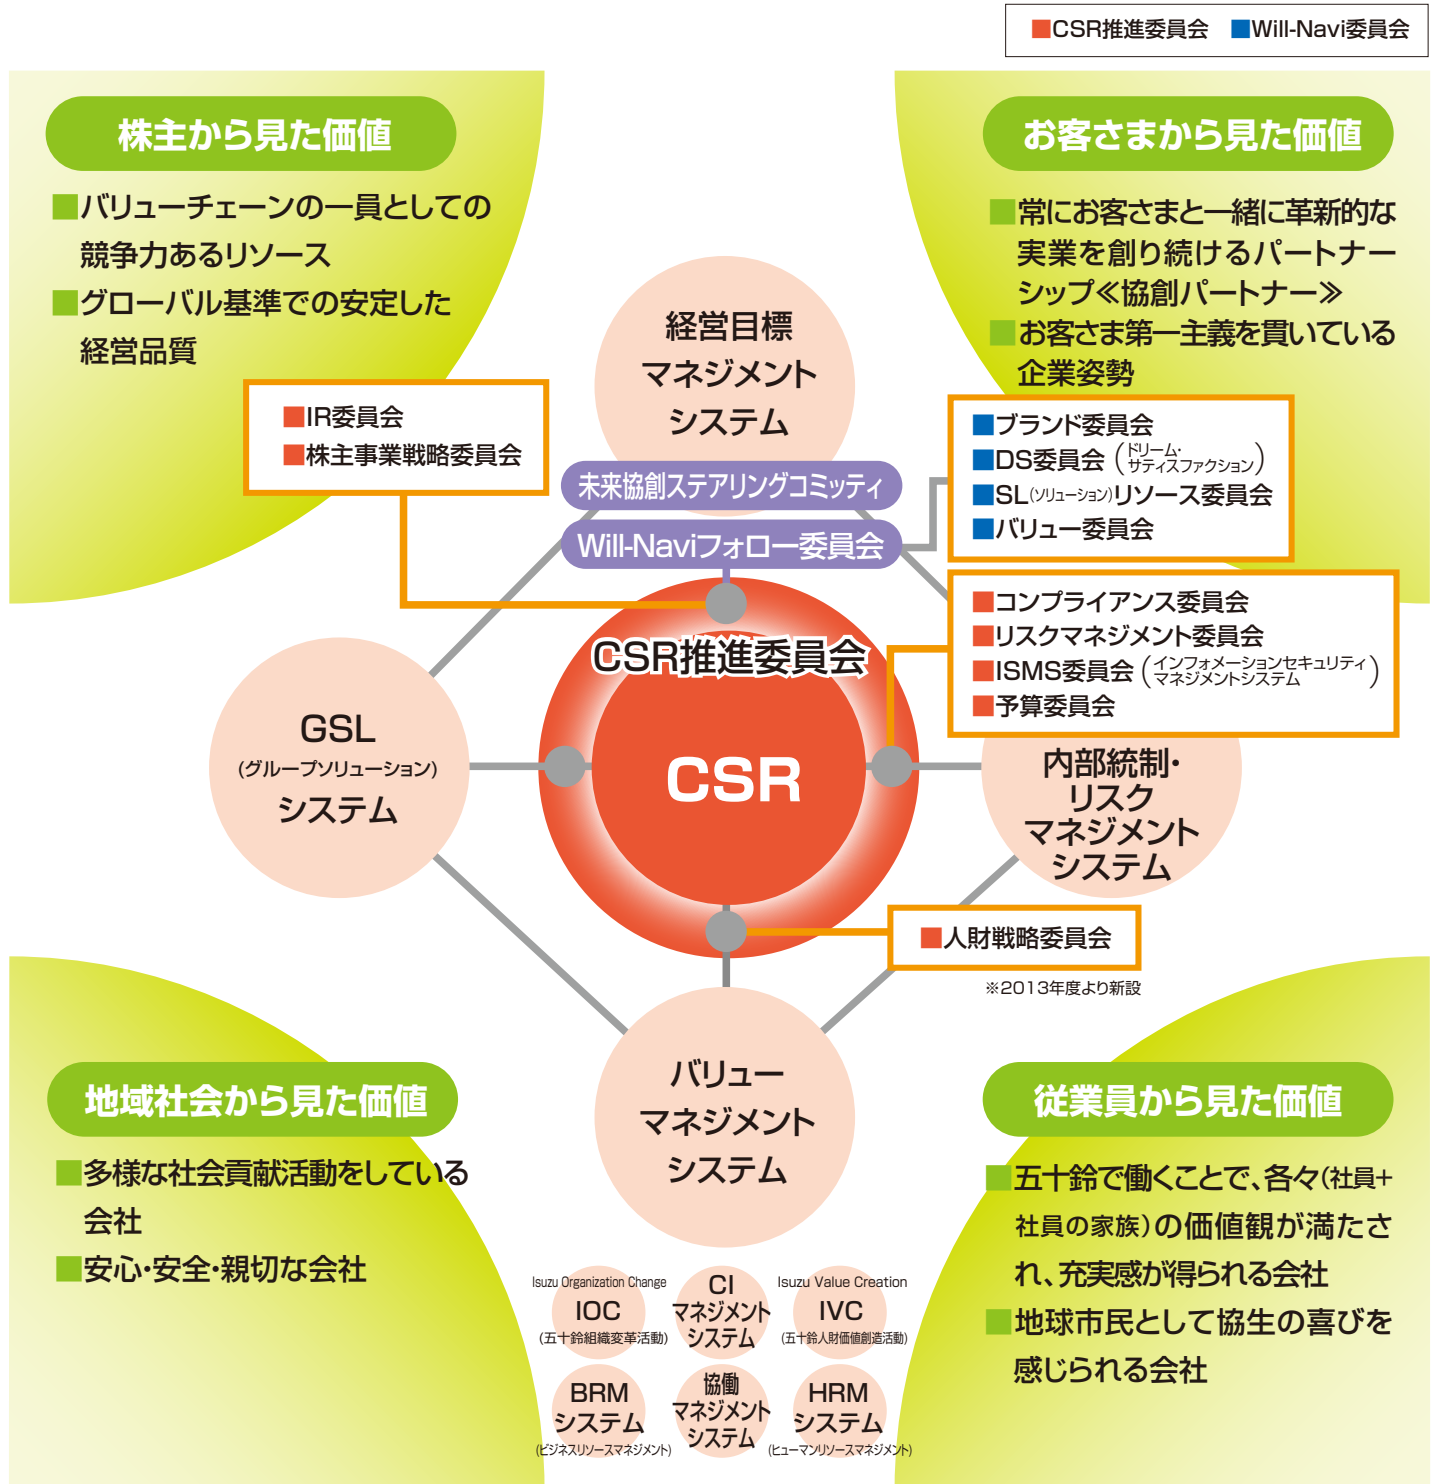 ■CSR推進委員会 ■Will-Navi委員会
株主から見た価値
■バリューチェーンの一員としての
競争力あるリソース
■グローバル基準での安定した
経営品質
お客さまから見た価値
■常にお客さまと一緒に革新的な
実業を創り続けるパートナー
シップ≪協創パートナー≫
■お客さま第一主義を貫いている
企業姿勢
経営目標
マネジメント
システム
■IR委員会
■株主事業戦略委員会
■ブランド委員会
■DS委員会(ドリーム・
サティスファクション)
■SL(ソリューション)リソース委員会
■バリュー委員会
未来協創ステアリングコミッティ
Will-Naviフォロー委員会
■コンプライアンス委員会
■リスクマネジメント委員会
■ISMS委員会(インフォメーションセキュリティ
マネジメントシステム)
■予算委員会
CSR推進委員会
CSR
GSL
(グループソリューション)
システム
内部統制・
リスク
マネジメント
システム
■人財戦略委員会
※2013年度より新設
バリュー
マネジメント
システム
地域社会から見た価値
■多様な社会貢献活動をしている
会社
■安心・安全・親切な会社
従業員から見た価値
■五十鈴で働くことで、各々(社員+
社員の家族)の価値観が満たさ
れ、充実感が得られる会社
■地球市民として協生の喜びを
感じられる会社
Isuzu Organization Change
IOC
(五十鈴組織変革活動)
CI
マネジメント
システム
Isuzu Value Creation
IVC
(五十鈴人財価値創造活動)
BRM
システム
(ビジネスリソースマネジメント)
協働
マネジメント
システム
HRM
システム
(ヒューマンリソースマネジメント)